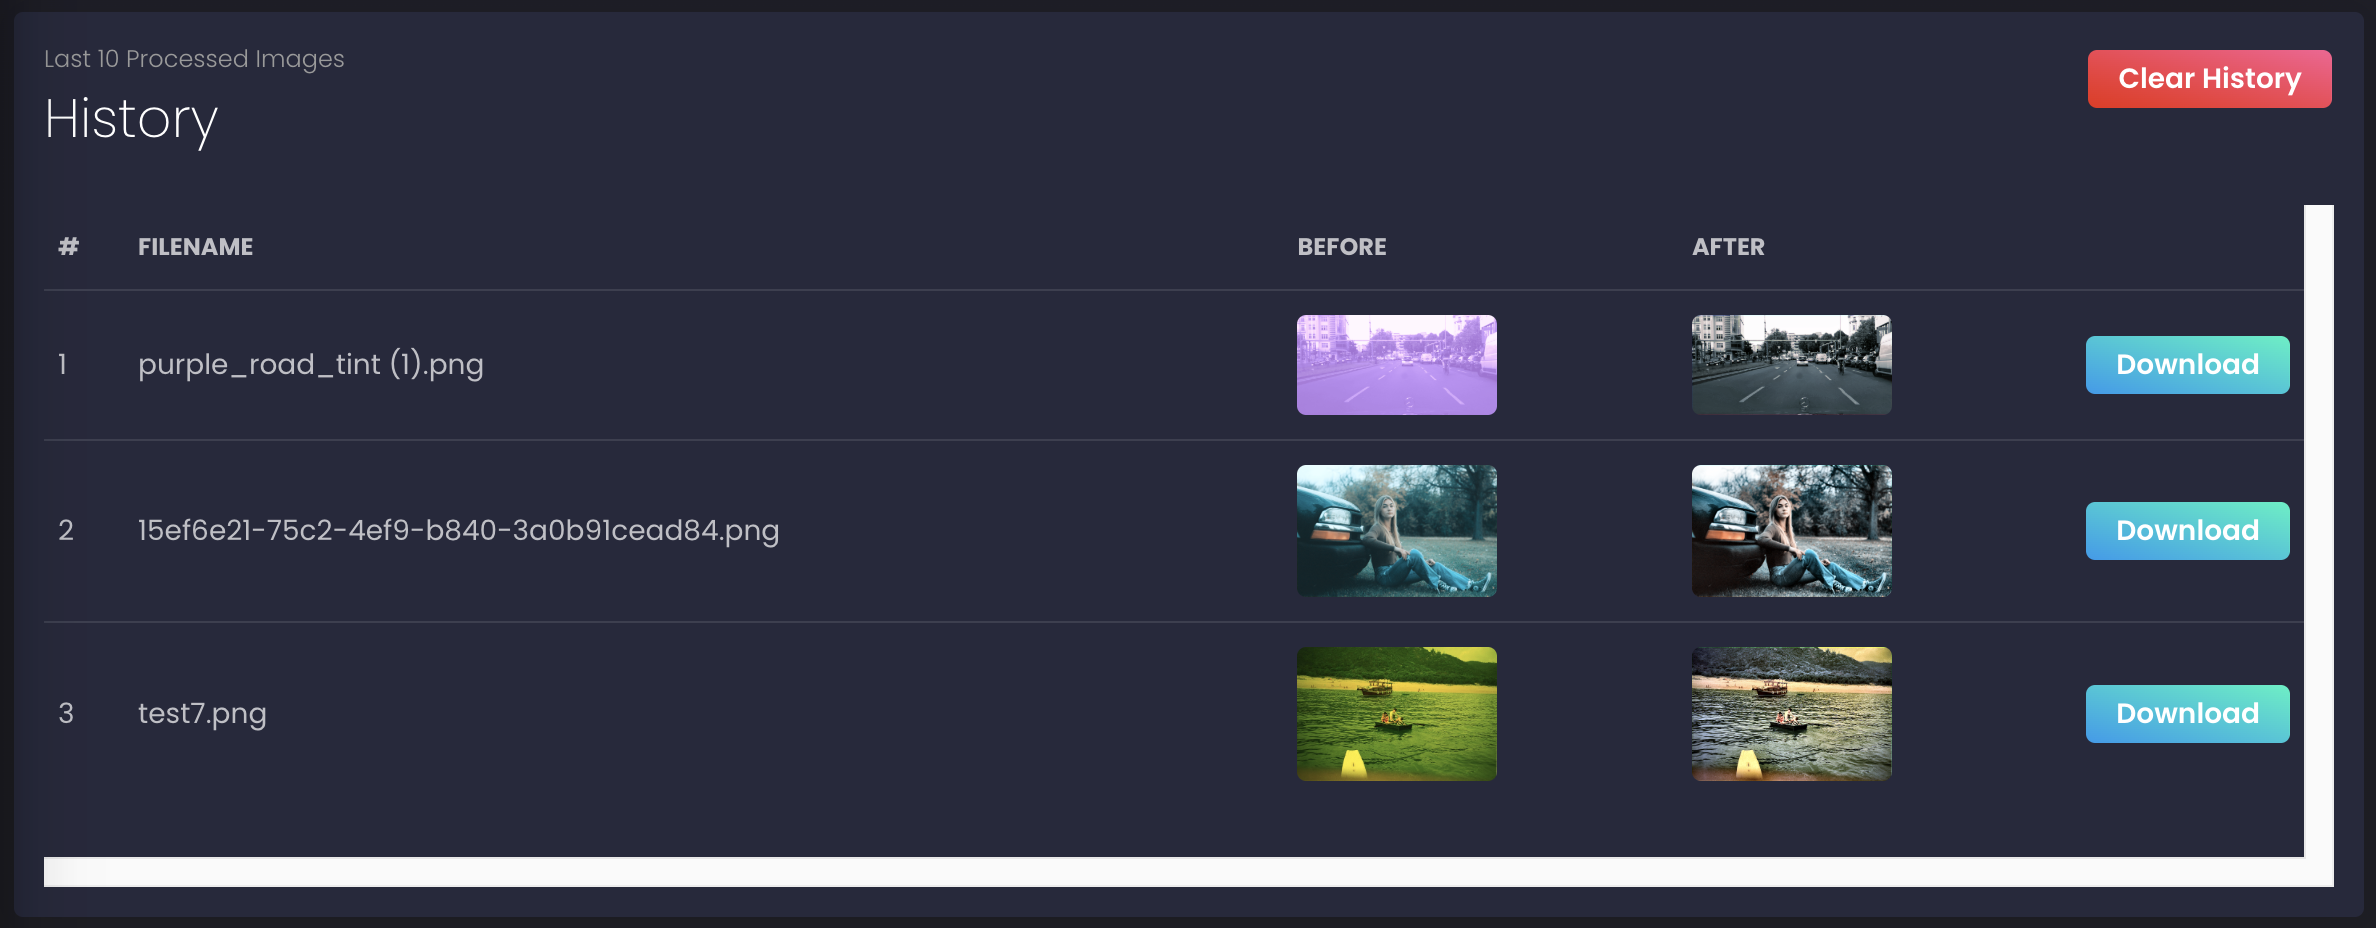 Last 10 Processed Images
Clear History
History
# FILENAME BEFORE AFTER
1 purple_road_tint (1).png Download
2 15ef6e21-75c2-4ef9-b840-3a0b91cead84.png Download
3 test7.png Download